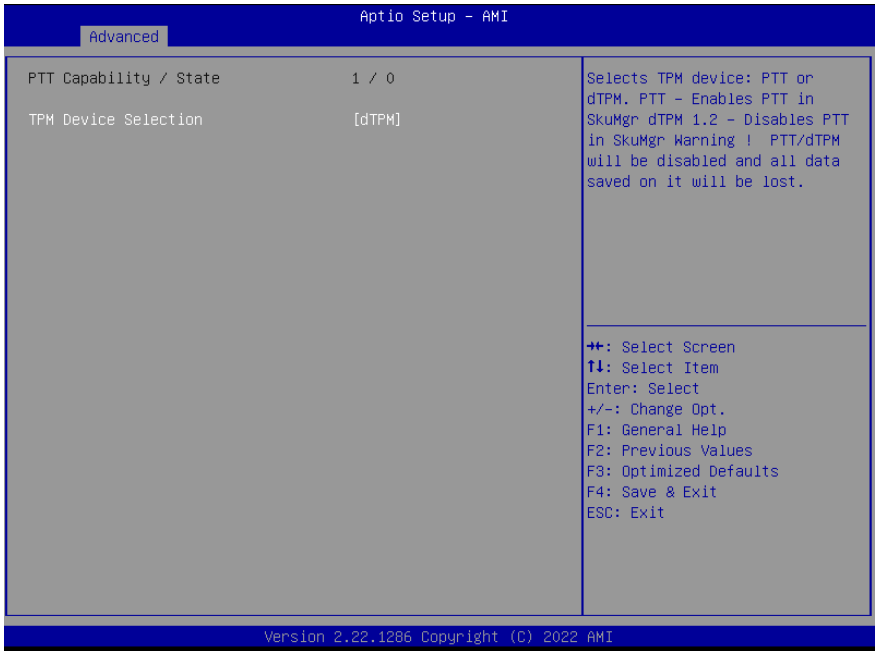 Aptio Setup – AMI
Advanced
PTT Capability / State 1 / 0
TPM Device Selection [dTPM]
Selects TPM device: PTT or
dTPM. PTT – Enables PTT in
SkuMgr dTPM 1.2 – Disables PTT
in SkuMgr Warning ! PTT/dTPM
will be disabled and all data
saved on it will be lost.
→←: Select Screen
↑↓: Select Item
Enter: Select
+/-: Change Opt.
F1: General Help
F2: Previous Values
F3: Optimized Defaults
F4: Save & Exit
ESC: Exit
Version 2.22.1286 Copyright (C) 2022 AMI